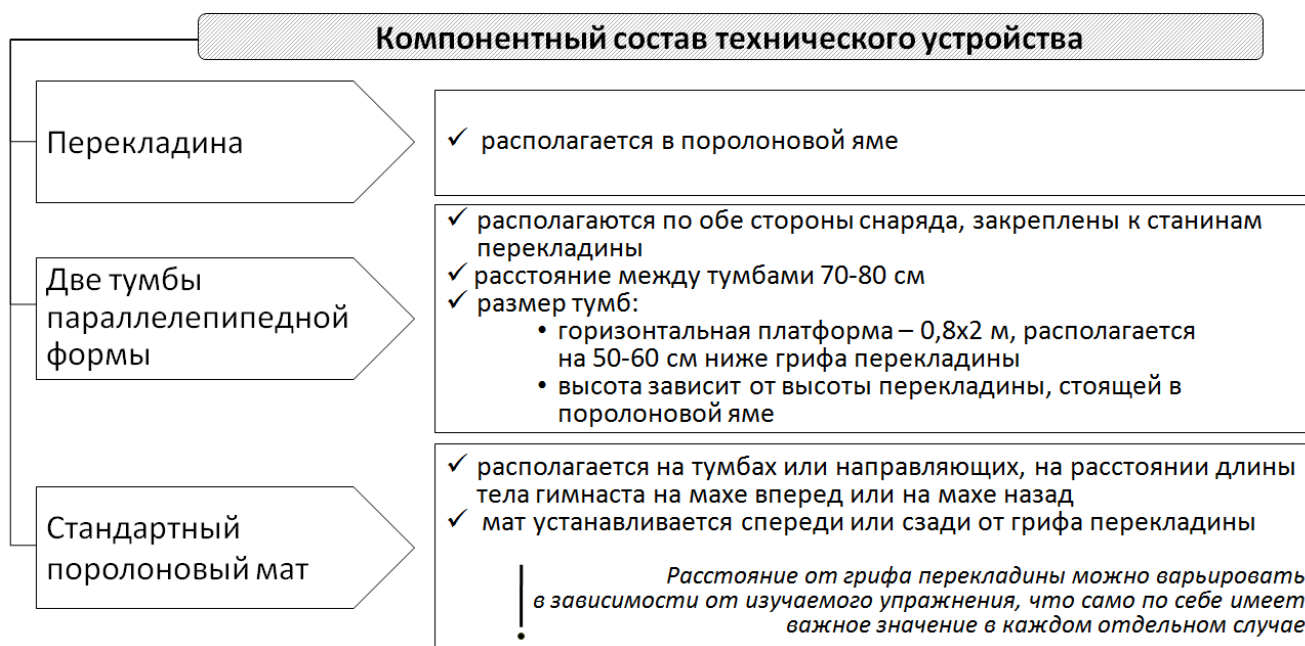 Компонентный состав технического устройства
Перекладина
✓ располагается в поролоновой яме
Две тумбы
параллелепипедной
формы
✓ располагаются по обе стороны снаряда, закреплены к станинам
перекладины
✓ расстояние между тумбами 70-80 см
✓ размер тумб:
• горизонтальная платформа – 0,8х2 м, располагается
на 50-60 см ниже грифа перекладины
• высота зависит от высоты перекладины, стоящей в
поролоновой яме
Стандартный
поролоновый мат
✓ располагается на тумбах или направляющих, на расстоянии длины
тела гимнаста на махе вперед или на махе назад
✓ мат устанавливается спереди или сзади от грифа перекладины
Расстояние от грифа перекладины можно варьировать
в зависимости от изучаемого упражнения, что само по себе имеет
важное значение в каждом отдельном случае